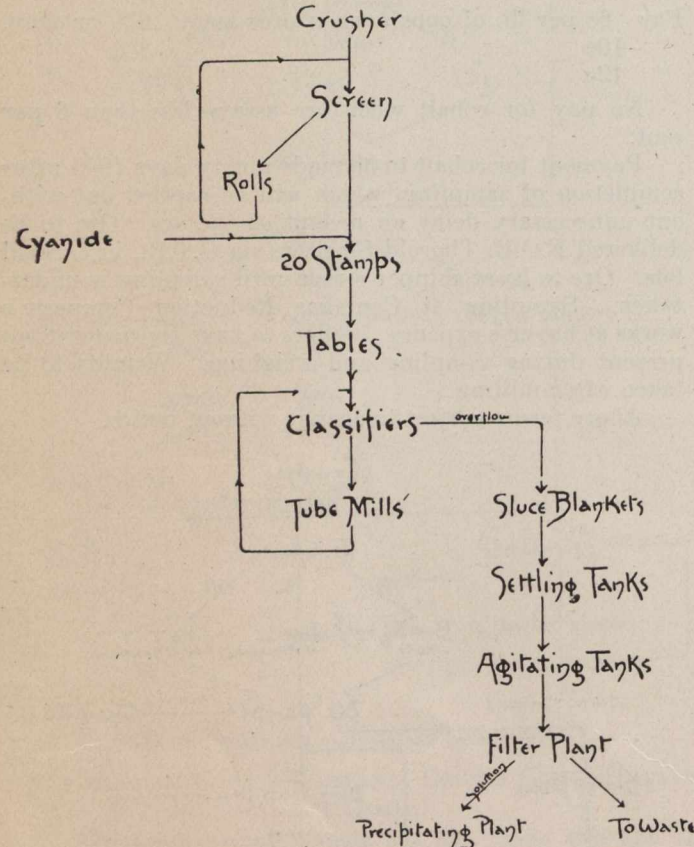 Crusher
Screen
Rolls
Cyanide
20 Stamps
Tables.
Classifiers
overflow
Tube Mills
Sluce Blankets
Settling Tanks
Agitating Tanks
Filter Plant
Solution
Precipitating Plant
To Waste